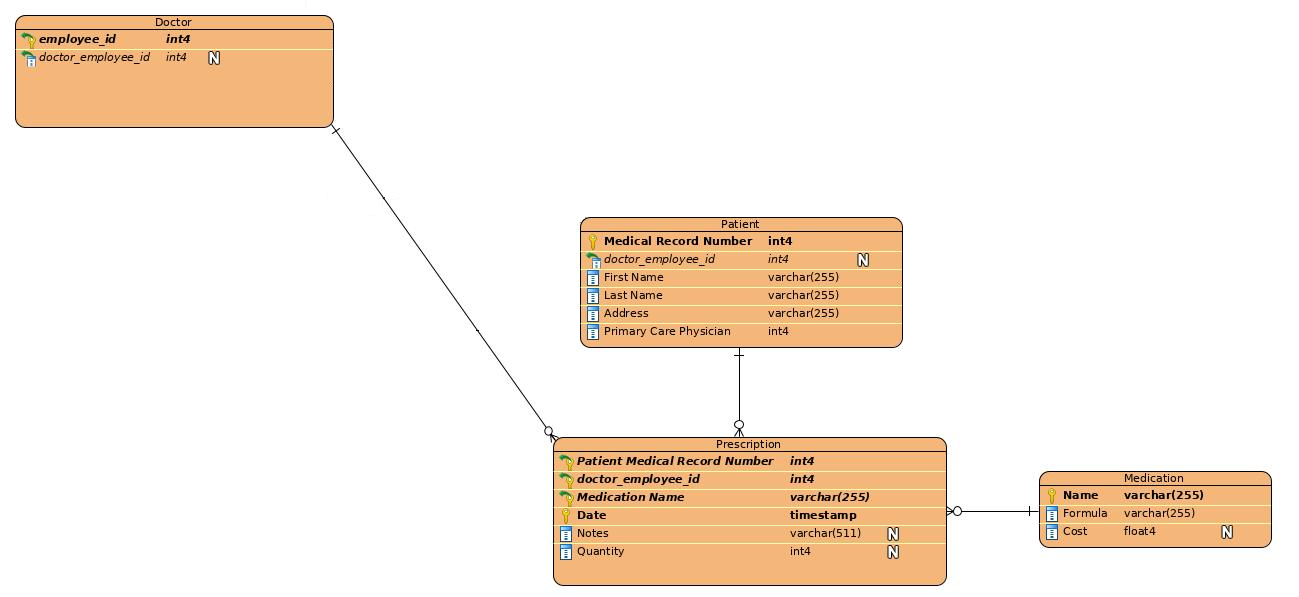 Doctor
employee_id int4
doctor_employee_id int4 N
Patient
Medical Record Number int4
doctor_employee_id int4 N
First Name varchar(255)
Last Name varchar(255)
Address varchar(255)
Primary Care Physician int4
Prescription
Patient Medical Record Number int4
doctor_employee_id int4
Medication Name varchar(255)
Date timestamp
Notes varchar(511) N
Quantity int4 N
Medication
Name varchar(255)
Formula varchar(255)
Cost float4 N